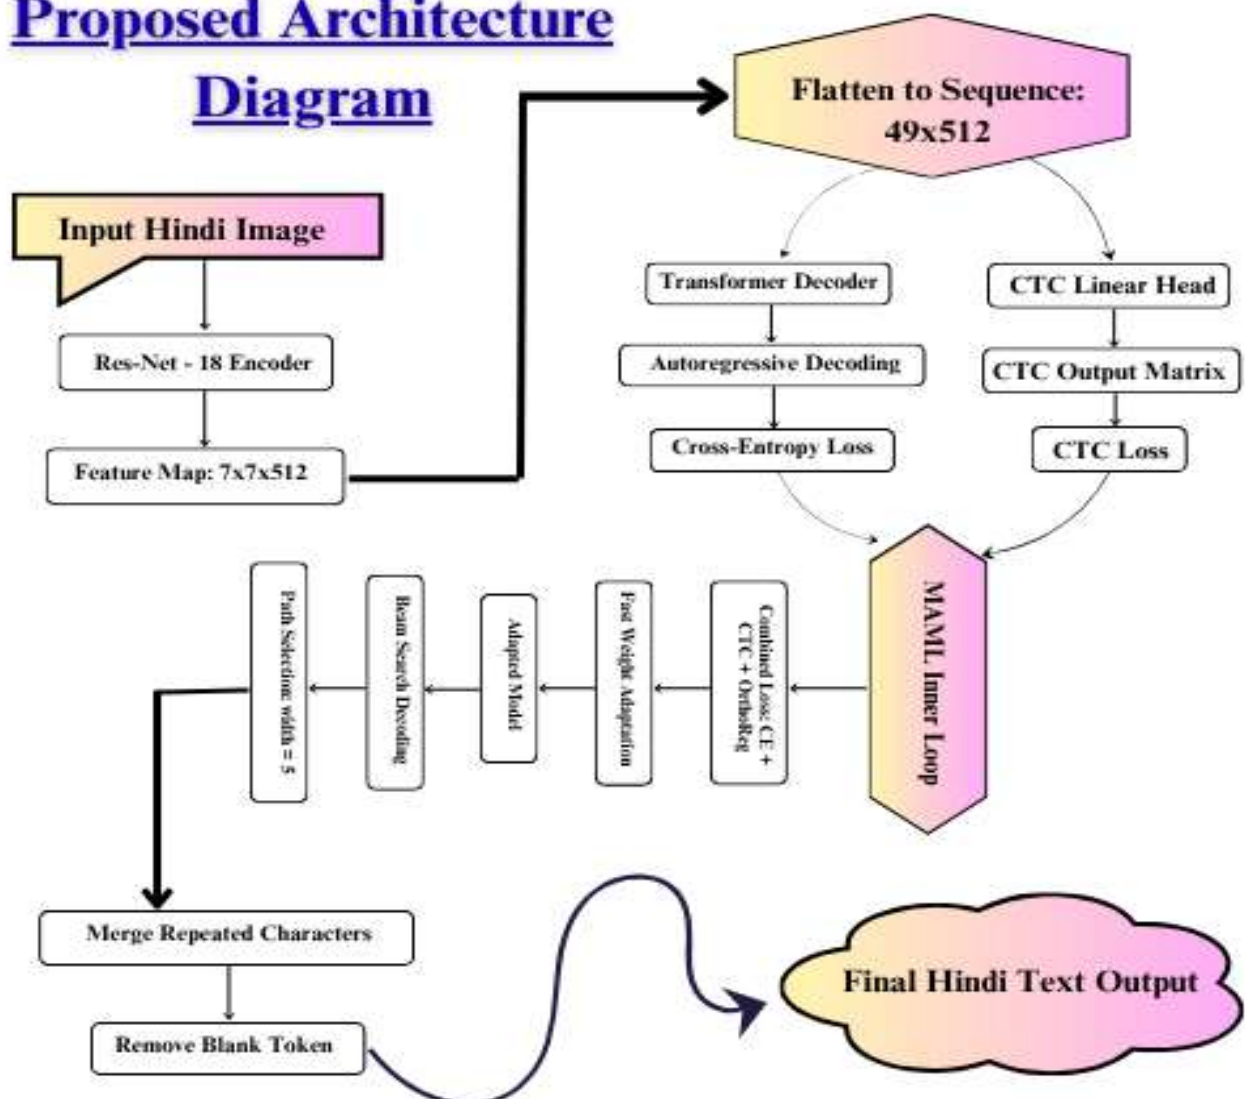 Proposed Architecture
Diagram
Input Hindi Image
Res-Net - 18 Encoder
Feature Map: 7x7x512
Flatten to Sequence:
49x512
Transformer Decoder
Autoregressive Decoding
Cross-Entropy Loss
CTC Linear Head
CTC Output Matrix
CTC Loss
MAML Inner Loop
Combined Loss: CE +
CTC + OrthoReg
Fast Weight Adaptation
Adapted Model
Beam Search Decoding
Path Selection: width = 5
Merge Repeated Characters
Remove Blank Token
Final Hindi Text Output